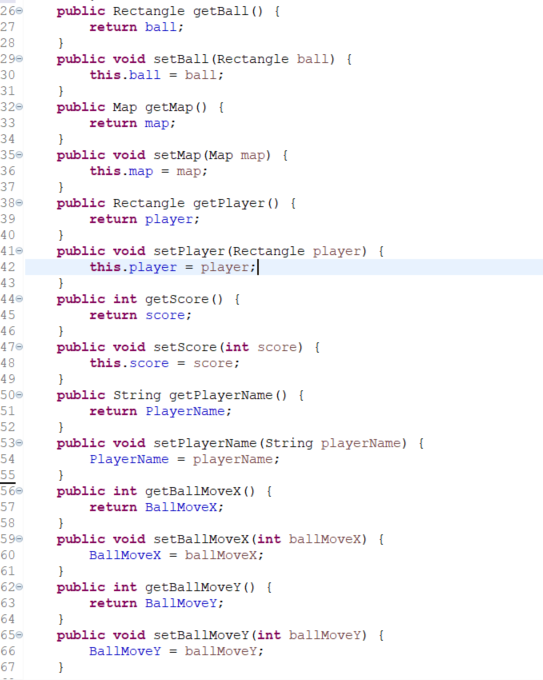 26 public Rectangle getBall() {
27 return ball;
28 }
29 public void setBall(Rectangle ball) {
30 this.ball = ball;
31 }
32 public Map getMap() {
33 return map;
34 }
35 public void setMap(Map map) {
36 this.map = map;
37 }
38 public Rectangle getPlayer() {
39 return player;
40 }
41 public void setPlayer(Rectangle player) {
42 this.player = player;
43 }
44 public int getScore() {
45 return score;
46 }
47 public void setScore(int score) {
48 this.score = score;
49 }
50 public String getPlayerName() {
51 return PlayerName;
52 }
53 public void setPlayerName(String playerName) {
54 PlayerName = playerName;
55 }
56 public int getBallMoveX() {
57 return BallMoveX;
58 }
59 public void setBallMoveX(int ballMoveX) {
60 BallMoveX = ballMoveX;
61 }
62 public int getBallMoveY() {
63 return BallMoveY;
64 }
65 public void setBallMoveY(int ballMoveY) {
66 BallMoveY = ballMoveY;
67 }